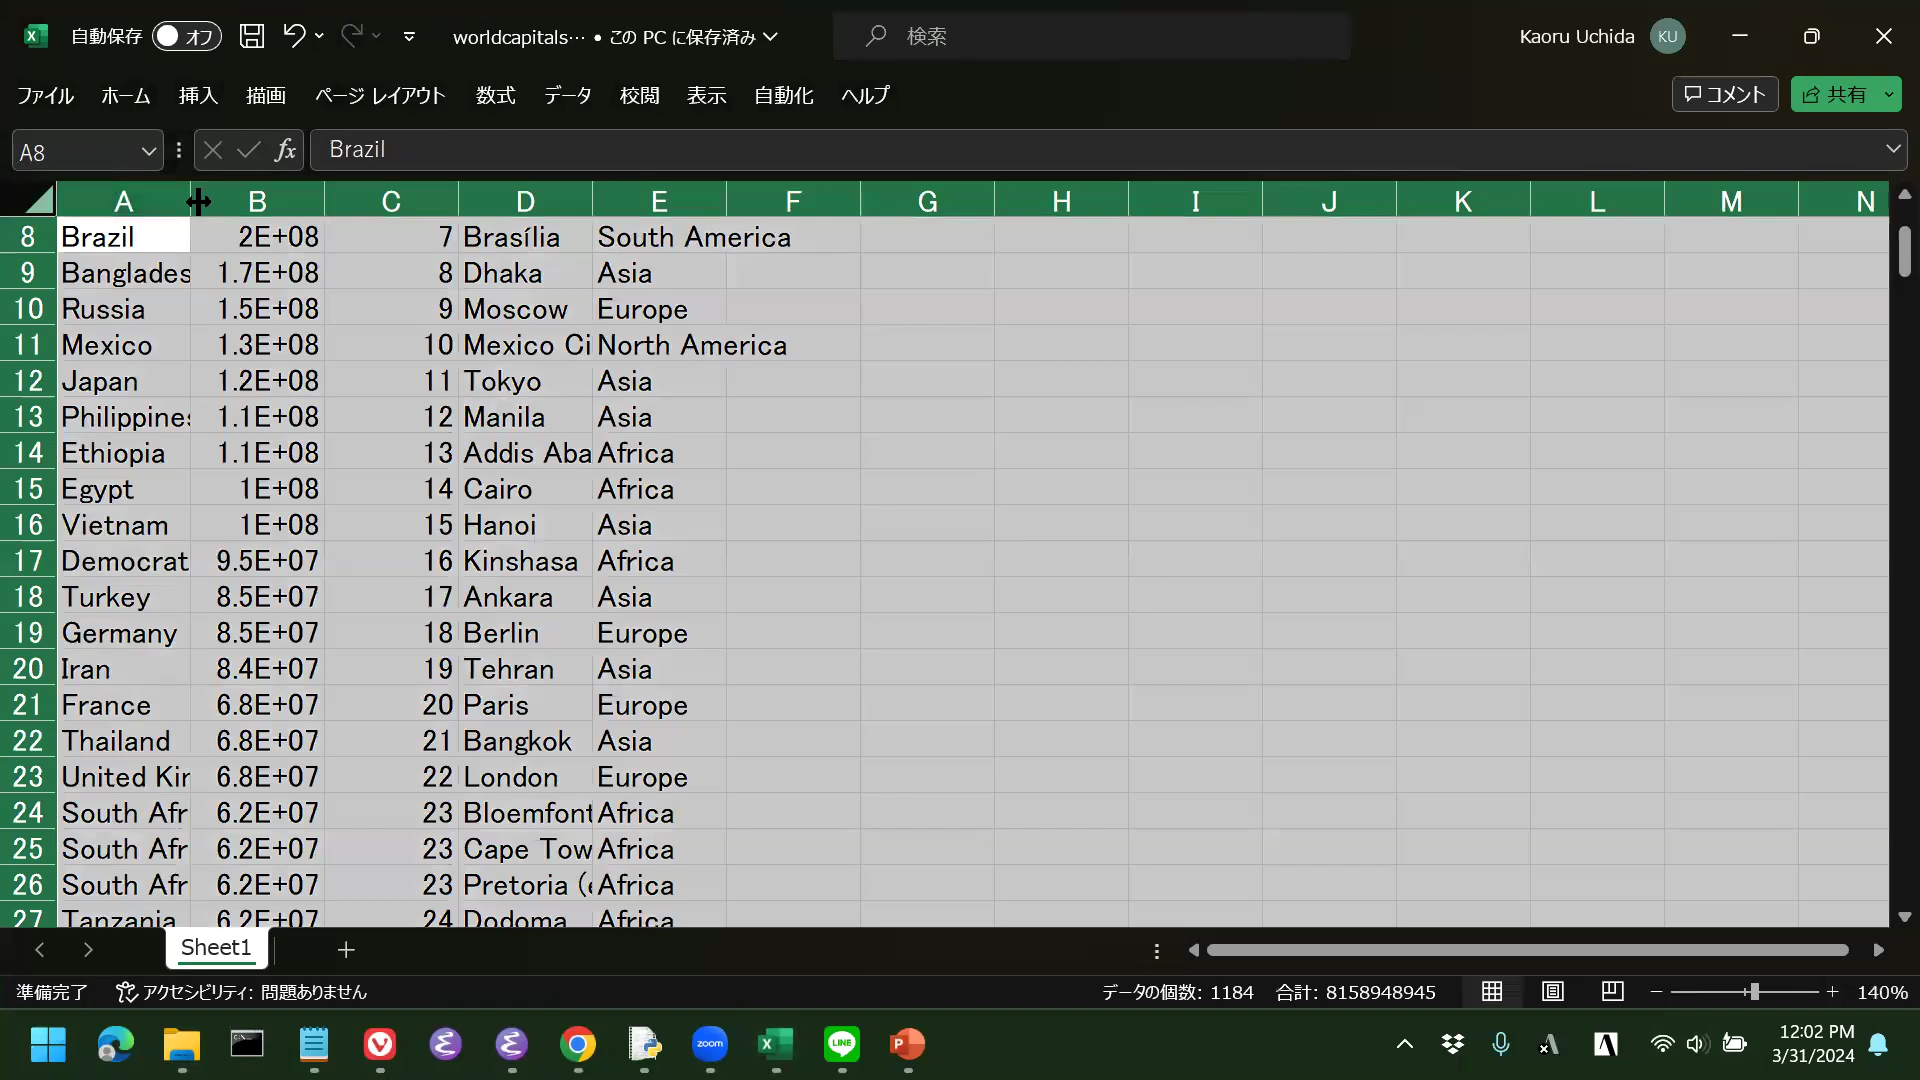 自動保存 オフ worldcapitals… • この PC に保存済み 検索 Kaoru Uchida KU
ファイル ホーム 挿入 描画 ページ レイアウト 数式 データ 校閲 表示 自動化 ヘルプ コメント 共有
A8 fx Brazil
A B C D E F G H I J K L M N
8 Brazil 2E+08 7 Brasília South America
9 Banglades 1.7E+08 8 Dhaka Asia
10 Russia 1.5E+08 9 Moscow Europe
11 Mexico 1.3E+08 10 Mexico Ci North America
12 Japan 1.2E+08 11 Tokyo Asia
13 Philippines 1.1E+08 12 Manila Asia
14 Ethiopia 1.1E+08 13 Addis Aba Africa
15 Egypt 1E+08 14 Cairo Africa
16 Vietnam 1E+08 15 Hanoi Asia
17 Democrat 9.5E+07 16 Kinshasa Africa
18 Turkey 8.5E+07 17 Ankara Asia
19 Germany 8.5E+07 18 Berlin Europe
20 Iran 8.4E+07 19 Tehran Asia
21 France 6.8E+07 20 Paris Europe
22 Thailand 6.8E+07 21 Bangkok Asia
23 United Kin 6.8E+07 22 London Europe
24 South Afr 6.2E+07 23 Bloemfont Africa
25 South Afr 6.2E+07 23 Cape Tow Africa
26 South Afr 6.2E+07 23 Pretoria (e Africa
27 Tanzania 6.2E+07 24 Dodoma Africa
Sheet1
準備完了 アクセシビリティ: 問題ありません データの個数: 1184 合計: 8158948945 140%
zoom LINE 12:02 PM
3/31/2024